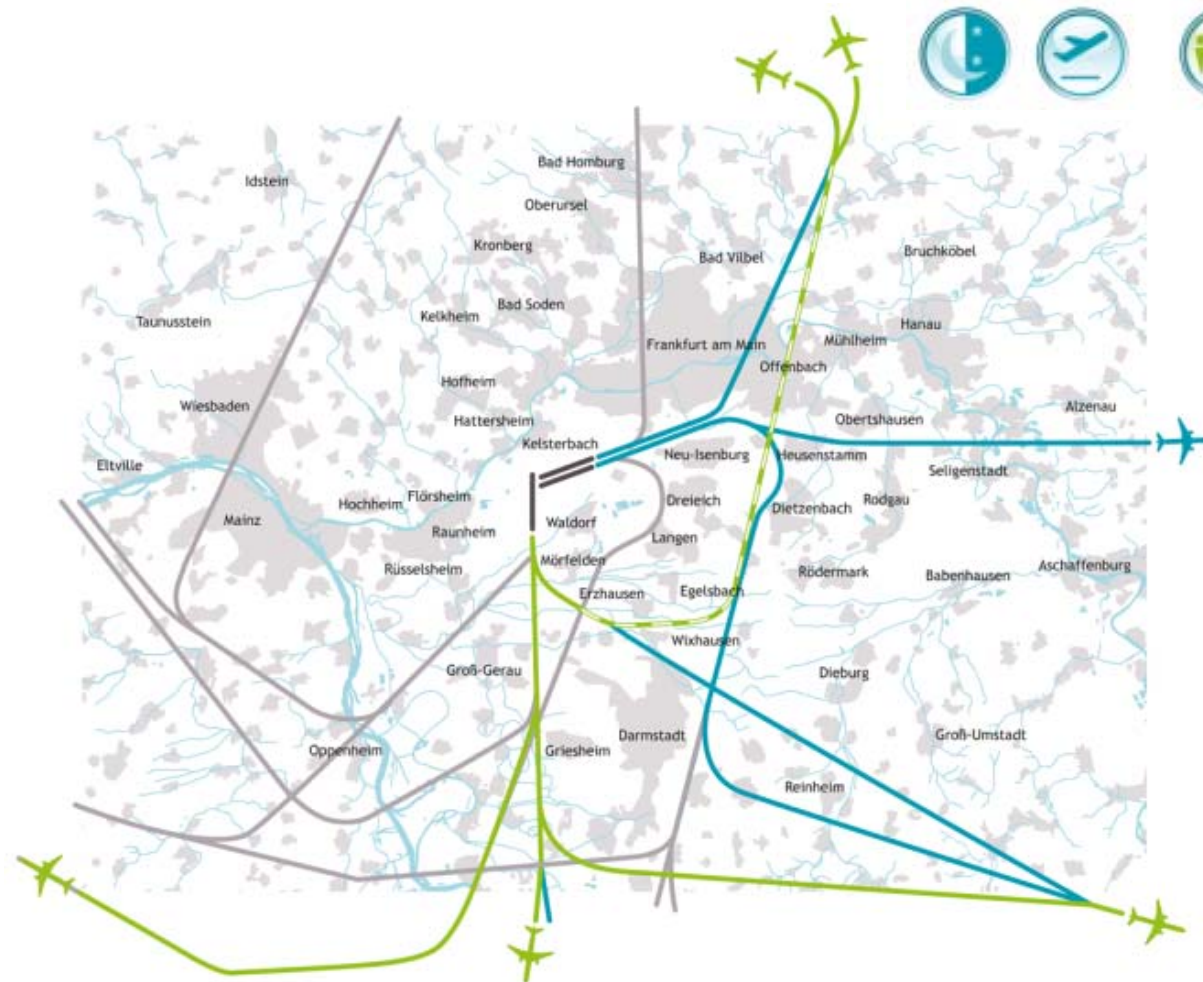 Bad Homburg
Idstein
Oberursel
Kronberg
Bruchköbel
Bad Vilbel
Bad Soden
Kelkheim
Taunusstein
Hanau
Frankfurt am Main
Mühlheim
Offenbach
Hofheim
Wiesbaden
Alzenau
Hattersheim
Obertshausen
Kelsterbach
Neu-Isenburg
Heusenstamm
Eltville
Seligenstadt
Flörsheim
Dreieich
Rodgau
Hochheim
Dietzenbach
Mainz
Waldorf
Raunheim
Langen
Mörfelden
Aschaffenburg
Rüsselsheim
Rödermark
Babenhausen
Egelsbach
Erzhausen
Wixhausen
Groß-Gerau
Dieburg
Darmstadt
Groß-Umstadt
Oppenheim
Griesheim
Reinheim